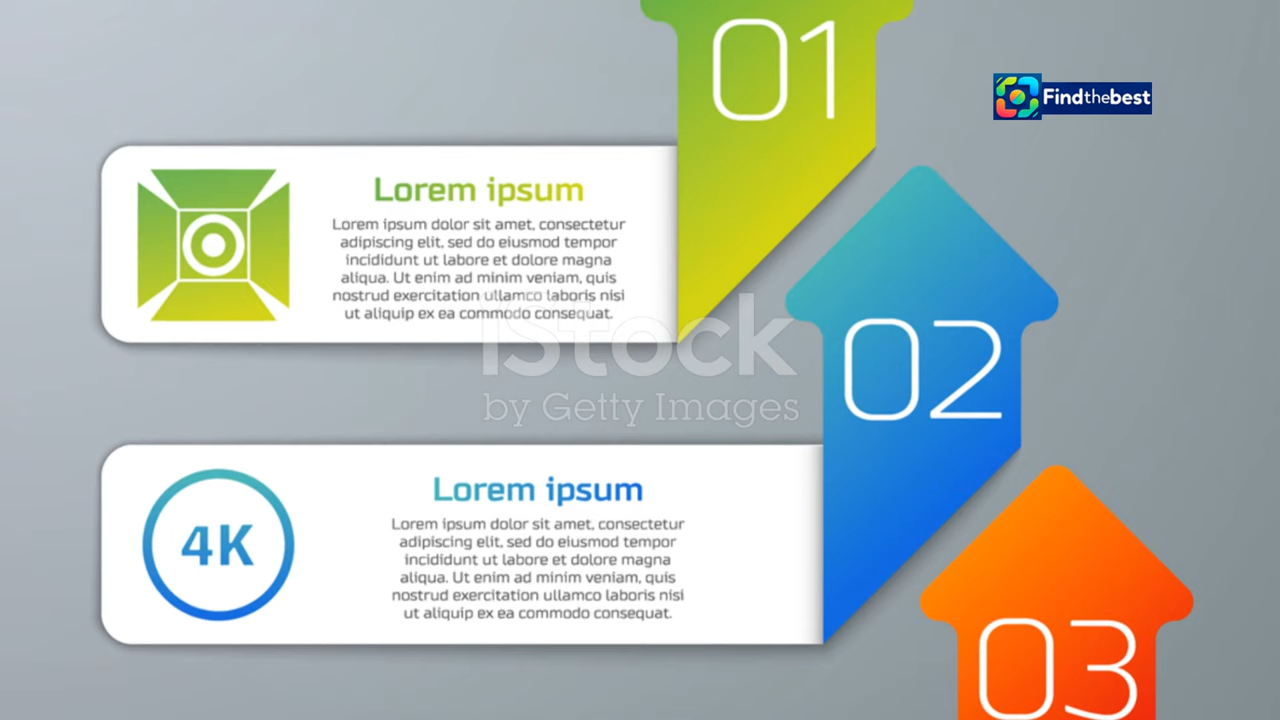 01
Findthebest
Lorem ipsum
Lorem ipsum dolor sit amet, consectetur
adipiscing elit, sed do eiusmod tempor
incididunt ut labore et dolore magna
aliqua. Ut enim ad minim veniam, quis
nostrud exercitation ullamco laboris nisi
ut aliquip ex ea commodo consequat.
iStock
by Getty Images
02
4K
Lorem ipsum
Lorem ipsum dolor sit amet, consectetur
adipiscing elit, sed do eiusmod tempor
incididunt ut labore et dolore magna
aliqua. Ut enim ad minim veniam, quis
nostrud exercitation ullamco laboris nisi
ut aliquip ex ea commodo consequat.
03